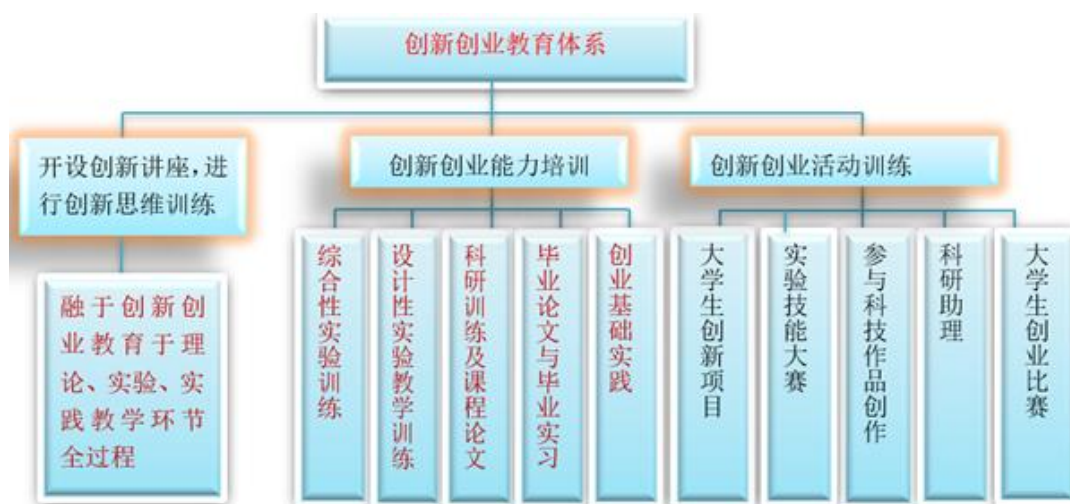 创新创业教育体系
开设创新讲座,进
行创新思维训练
创新创业能力培训
创新创业活动训练
融于创新创
业教育于理
论、实验、实
践教学环节
全过程
综合性实验训练
设计性实验教学训练
科研训练及课程论文
毕业论文与毕业实习
创业基础实践
大学生创新项目
实验技能大赛
参与科技作品创作
科研助理
大学生创业比赛